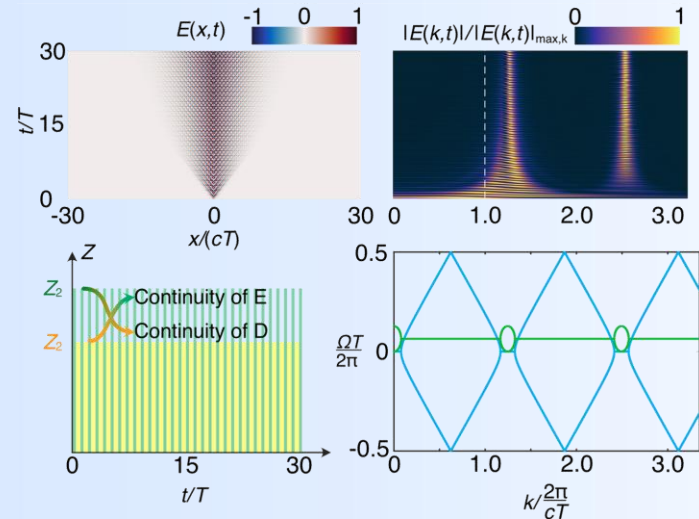 E(x,t) -1 0 1
|E(k,t)|/|E(k,t)|max,k 0 1
30
15
0
t/T
-30 0 30
x/(cT)
0 1.0 2.0 3.0
Z
Z2
Z2
Continuity of E
Continuity of D
0 15 30
t/T
0.5
0
-0.5
ΩT
2π
0 1.0 2.0 3.0
k/2π
cT